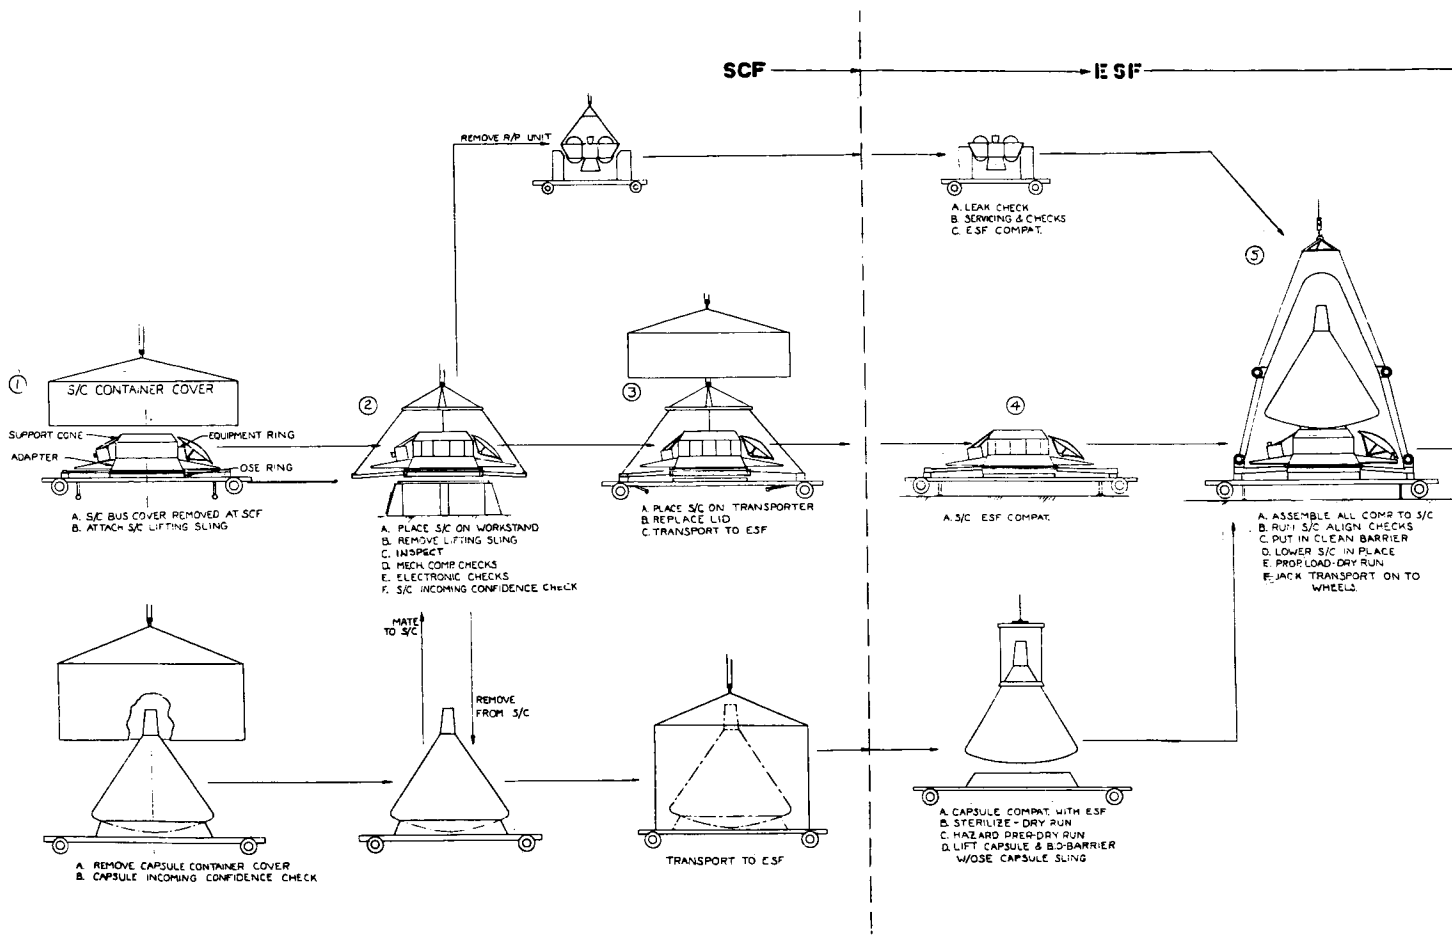 SCF
ESF
REMOVE R/P UNIT
A. LEAK CHECK
B. SERVICING & CHECKS
C. ESF COMPAT.
1
S/C CONTAINER COVER
SUPPORT CONE
EQUIPMENT RING
ADAPTER
OSE RING
A. S/C BUS COVER REMOVED AT SCF
B. ATTACH S/C LIFTING SLING
2
A. PLACE S/C ON WORKSTAND
B. REMOVE LIFTING SLING
C. INSPECT
D. MECH. COMP. CHECKS
E. ELECTRONIC CHECKS
F. S/C INCOMING CONFIDENCE CHECK
3
A. PLACE S/C ON TRANSPORTER
B. REPLACE LID
C. TRANSPORT TO ESF
4
A. S/C ESF COMPAT.
5
A. ASSEMBLE ALL COMP. TO S/C
B. RUN S/C ALIGN CHECKS
C. PUT IN CLEAN BARRIER
D. LOWER S/C IN PLACE
E. PROP. LOAD-DRY RUN
F. JACK TRANSPORT ON TO
WHEELS.
MATE
TO S/C
REMOVE
FROM S/C
A. REMOVE CAPSULE CONTAINER COVER
B. CAPSULE INCOMING CONFIDENCE CHECK
TRANSPORT TO ESF
A. CAPSULE COMPAT. WITH ESF
B. STERILIZE - DRY RUN
C. HAZARD PREP-DRY RUN
D. LIFT CAPSULE & BIO-BARRIER
W/OSE CAPSULE SLING